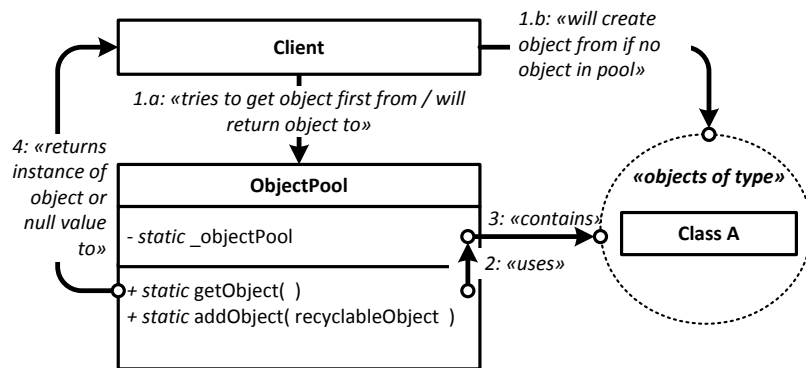 Client
1.b: «will create
object from if no
object in pool»
1.a: «tries to get object first from / will
return object to»
4: «returns
instance of
object or
null value
to»
ObjectPool
- static _objectPool
+ static getObject( )
+ static addObject( recyclableObject )
3: «contains»
2: «uses»
«objects of type»
Class A